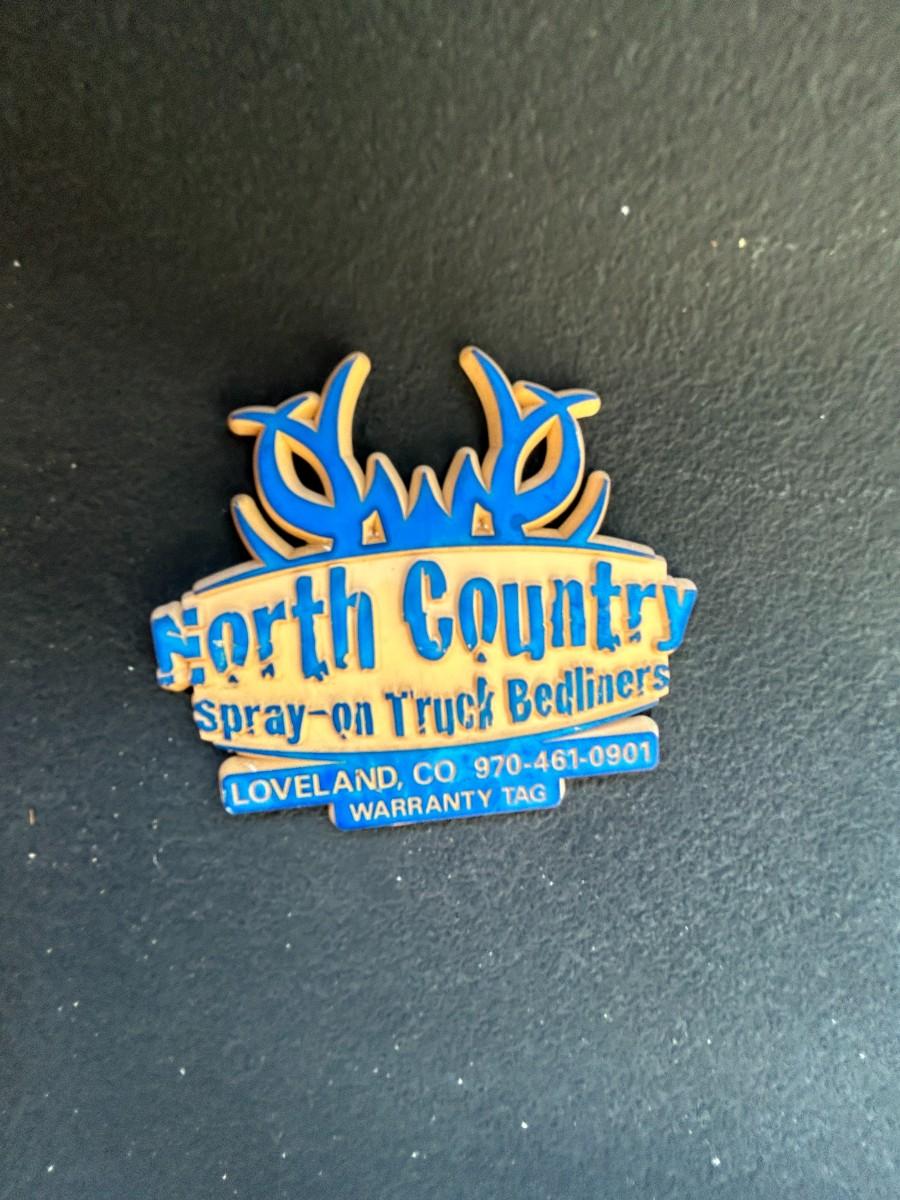 North Country
Spray-on Truck Bedliners
LOVELAND, CO 970-461-0901
WARRANTY TAG